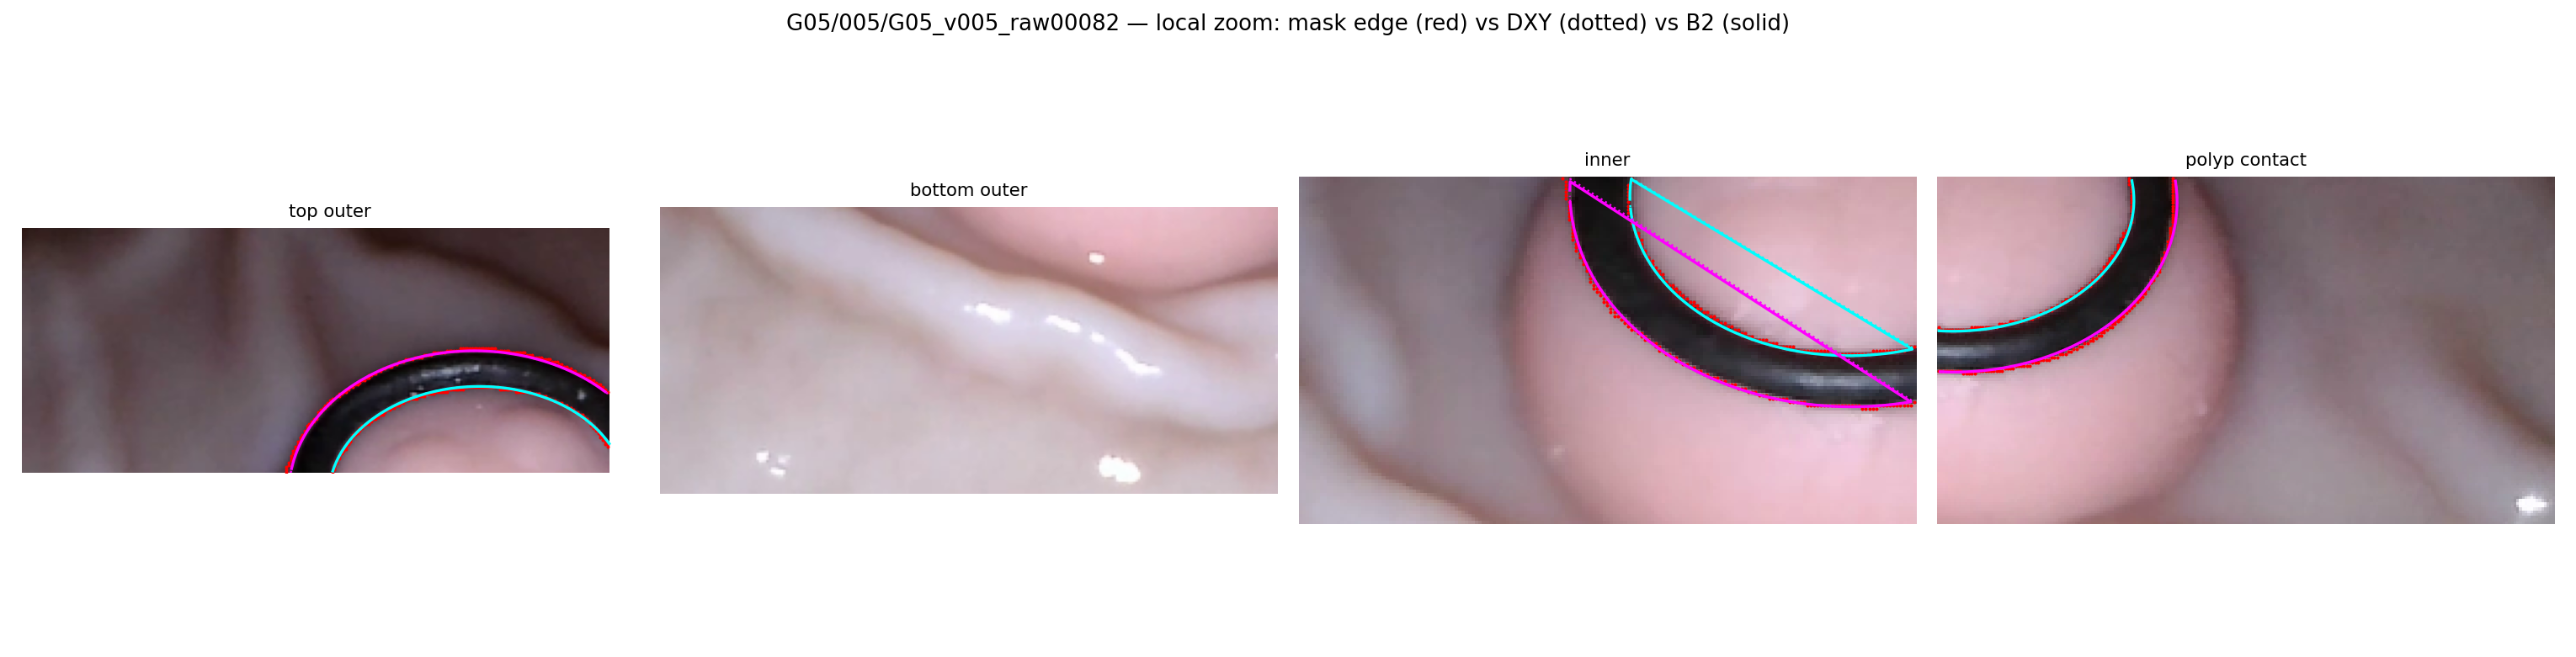 G05/005/G05_v005_raw00082 — local zoom: mask edge (red) vs DXY (dotted) vs B2 (solid)
top outer
bottom outer
inner
polyp contact